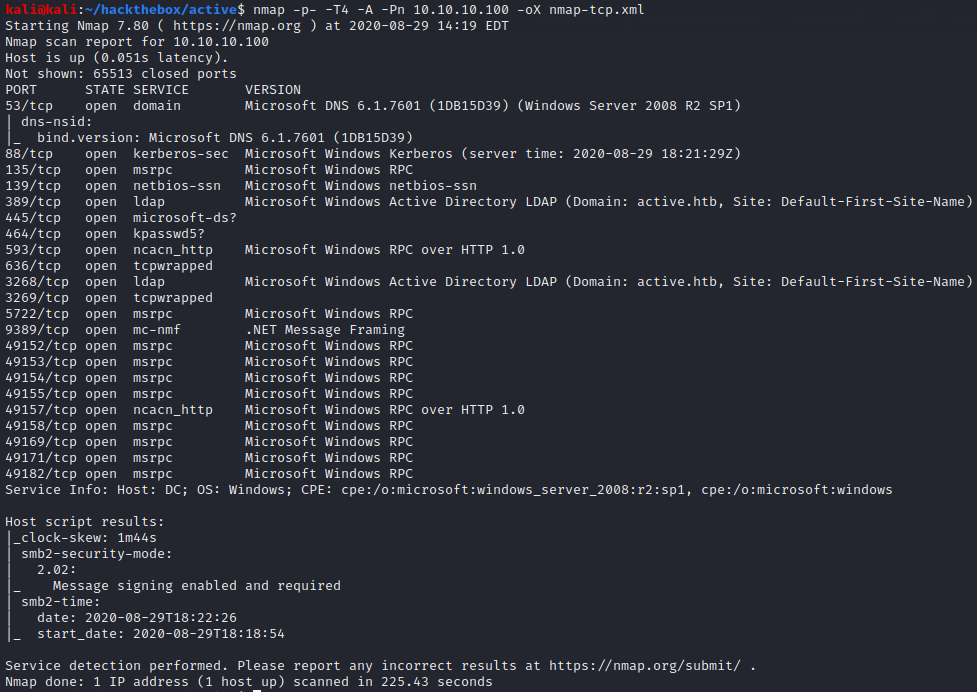 kali@kali:~/hackthebox/active$ nmap -p- -T4 -A -Pn 10.10.10.100 -oX nmap-tcp.xml
Starting Nmap 7.80 ( https://nmap.org ) at 2020-08-29 14:19 EDT
Nmap scan report for 10.10.10.100
Host is up (0.051s latency).
Not shown: 65513 closed ports
PORT      STATE SERVICE       VERSION
53/tcp    open  domain        Microsoft DNS 6.1.7601 (1DB15D39) (Windows Server 2008 R2 SP1)
| dns-nsid:
|_  bind.version: Microsoft DNS 6.1.7601 (1DB15D39)
88/tcp    open  kerberos-sec  Microsoft Windows Kerberos (server time: 2020-08-29 18:21:29Z)
135/tcp   open  msrpc         Microsoft Windows RPC
139/tcp   open  netbios-ssn   Microsoft Windows netbios-ssn
389/tcp   open  ldap          Microsoft Windows Active Directory LDAP (Domain: active.htb, Site: Default-First-Site-Name)
445/tcp   open  microsoft-ds?
464/tcp   open  kpasswd5?
593/tcp   open  ncacn_http    Microsoft Windows RPC over HTTP 1.0
636/tcp   open  tcpwrapped
3268/tcp  open  ldap          Microsoft Windows Active Directory LDAP (Domain: active.htb, Site: Default-First-Site-Name)
3269/tcp  open  tcpwrapped
5722/tcp  open  msrpc         Microsoft Windows RPC
9389/tcp  open  mc-nmf        .NET Message Framing
49152/tcp open  msrpc         Microsoft Windows RPC
49153/tcp open  msrpc         Microsoft Windows RPC
49154/tcp open  msrpc         Microsoft Windows RPC
49155/tcp open  msrpc         Microsoft Windows RPC
49157/tcp open  ncacn_http    Microsoft Windows RPC over HTTP 1.0
49158/tcp open  msrpc         Microsoft Windows RPC
49169/tcp open  msrpc         Microsoft Windows RPC
49171/tcp open  msrpc         Microsoft Windows RPC
49182/tcp open  msrpc         Microsoft Windows RPC
Service Info: Host: DC; OS: Windows; CPE: cpe:/o:microsoft:windows_server_2008:r2:sp1, cpe:/o:microsoft:windows
Host script results:
|_clock-skew: 1m44s
| smb2-security-mode:
|   2.02:
|_    Message signing enabled and required
| smb2-time:
|   date: 2020-08-29T18:22:26
|_  start_date: 2020-08-29T18:18:54
Service detection performed. Please report any incorrect results at https://nmap.org/submit/ .
Nmap done: 1 IP address (1 host up) scanned in 225.43 seconds